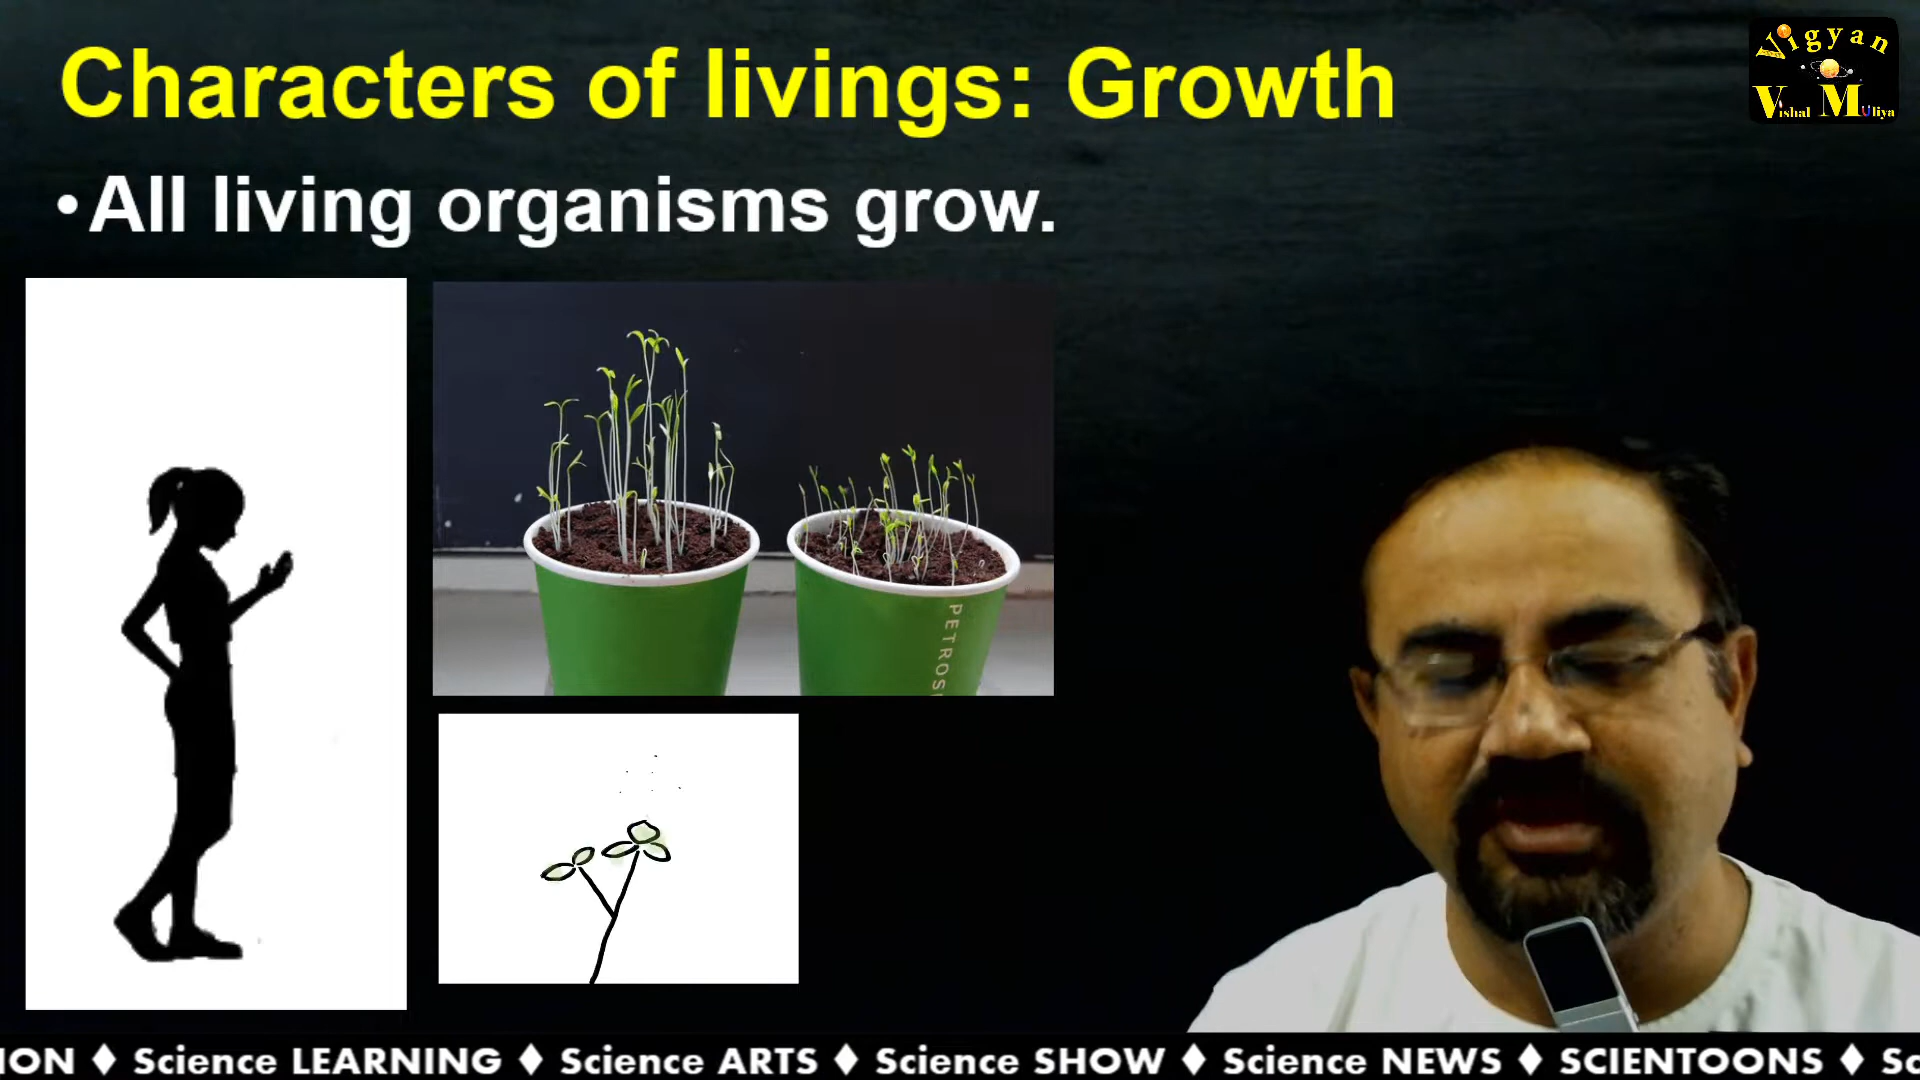 Characters of livings: Growth
Vigyan
Vishal Muliya
• All living organisms grow.
PETROS
ION ♦ Science LEARNING ♦ Science ARTS ♦ Science SHOW ♦ Science NEWS ♦ SCIENTOONS ♦ Sc